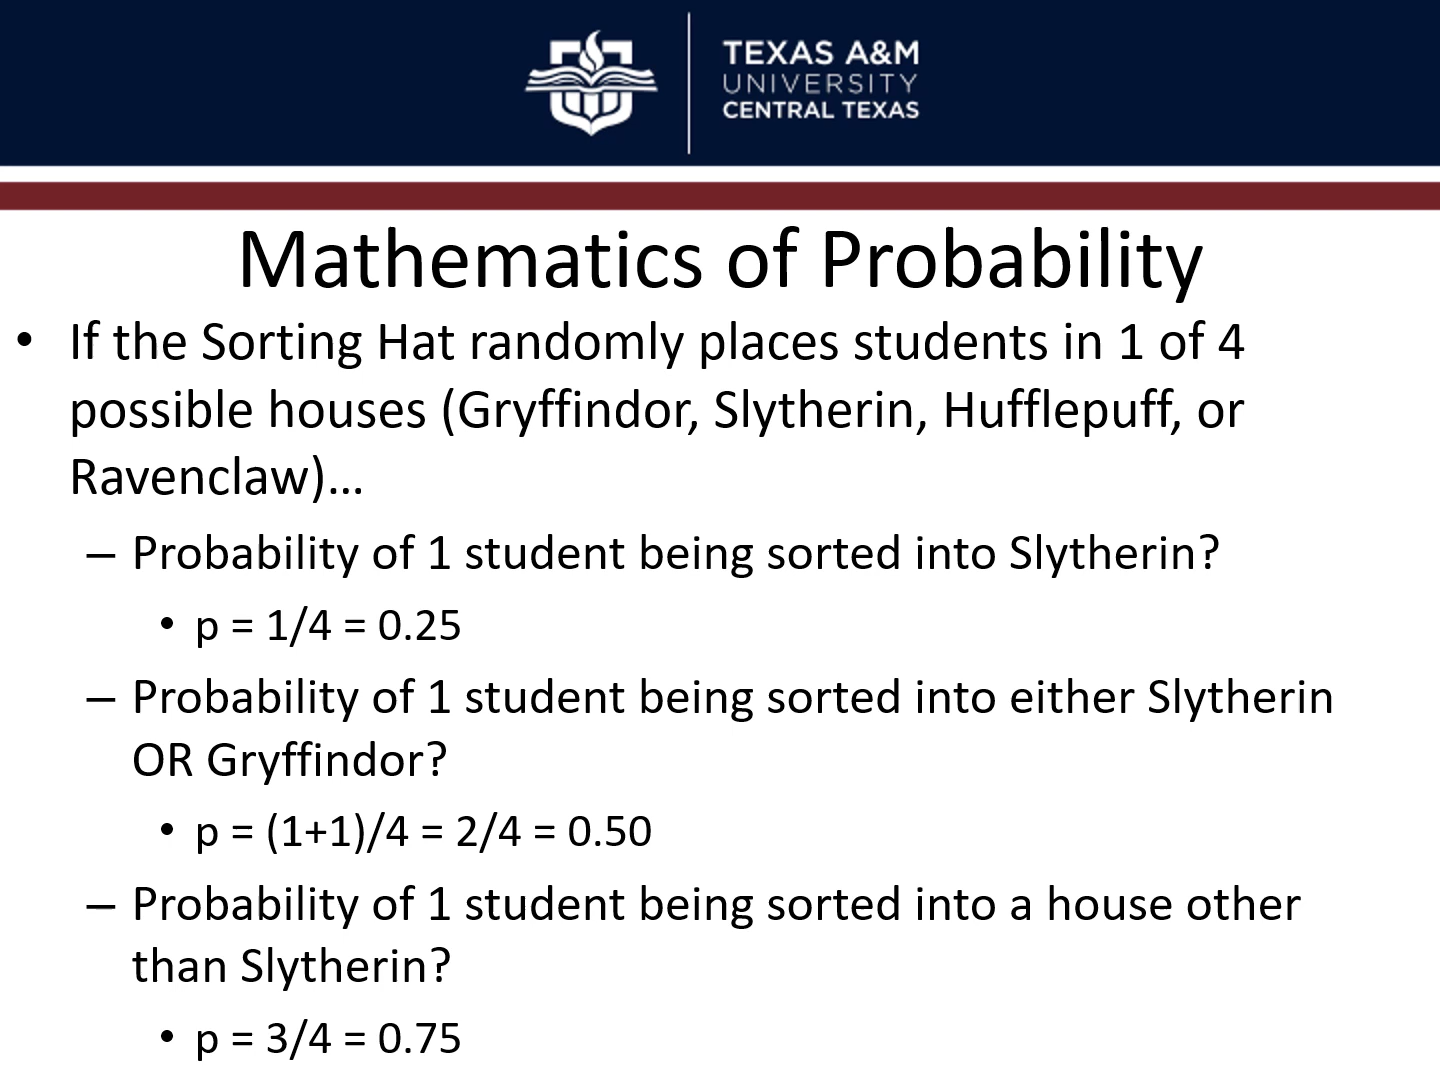 TEXAS A&M
UNIVERSITY
CENTRAL TEXAS
Mathematics of Probability
• If the Sorting Hat randomly places students in 1 of 4
possible houses (Gryffindor, Slytherin, Hufflepuff, or
Ravenclaw)…
– Probability of 1 student being sorted into Slytherin?
• p = 1/4 = 0.25
– Probability of 1 student being sorted into either Slytherin
OR Gryffindor?
• p = (1+1)/4 = 2/4 = 0.50
– Probability of 1 student being sorted into a house other
than Slytherin?
• p = 3/4 = 0.75